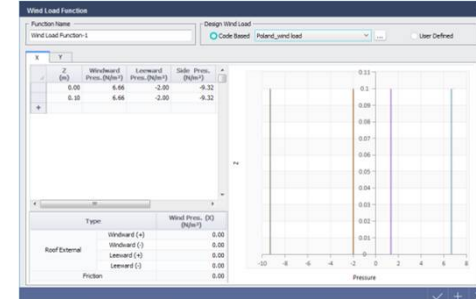 Wind Load Function
Function Name
Wind Load Function-1
Design Wind Load
Code Based Poland_wind load ... User Defined
X Y
Z (m) Windward Pres.(N/m²) Leeward Pres.(N/m²) Side Pres. (N/m²)
0.00 6.66 -2.00 -9.32
0.10 6.66 -2.00 -9.32
Type Wind Pres. (X) (N/m²)
Roof External
Windward (+) 0.00
Windward (-) 0.00
Leeward (+) 0.00
Leeward (-) 0.00
Friction 0.00
0.11
0.1
0.09
0.08
0.07
0.06
0.05
0.04
0.03
0.02
0.01
0
Z
-10 -8 -6 -4 -2 0 2 4 6 8
Pressure